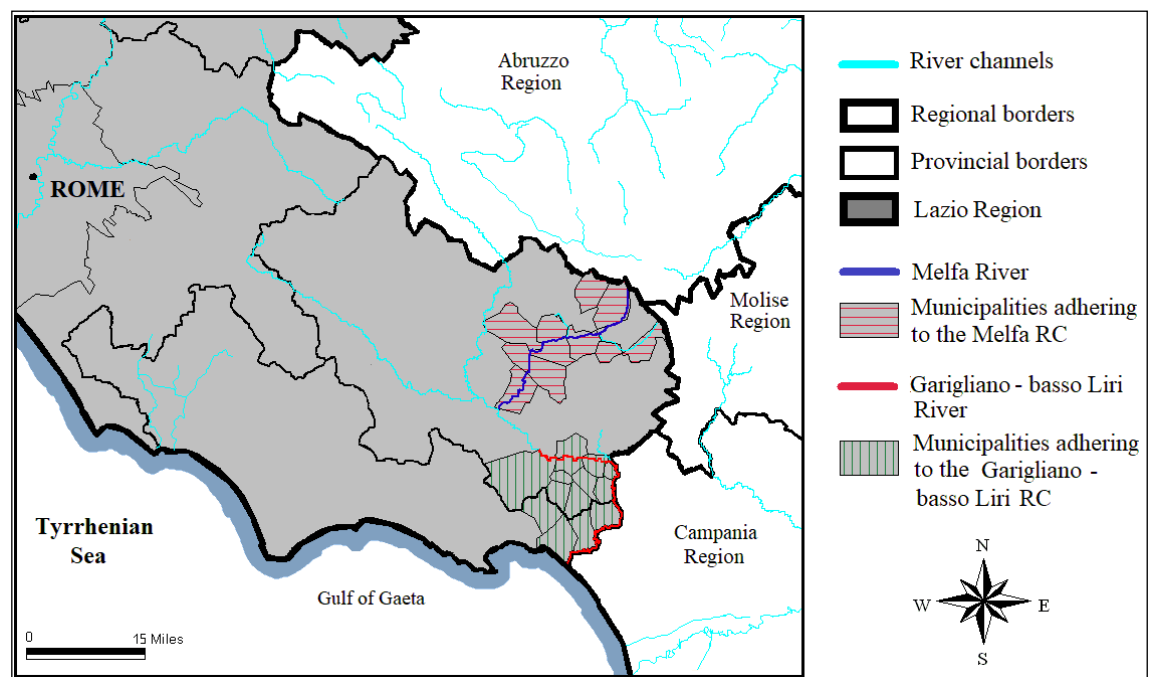 Abruzzo
Region
ROME
Molise
Region
Tyrrhenian
Sea
Campania
Region
Gulf of Gaeta
0 15 Miles
River channels
Regional borders
Provincial borders
Lazio Region
Melfa River
Municipalities adhering
to the Melfa RC
Garigliano - basso Liri
River
Municipalities adhering
to the Garigliano -
basso Liri RC
N
W E
S